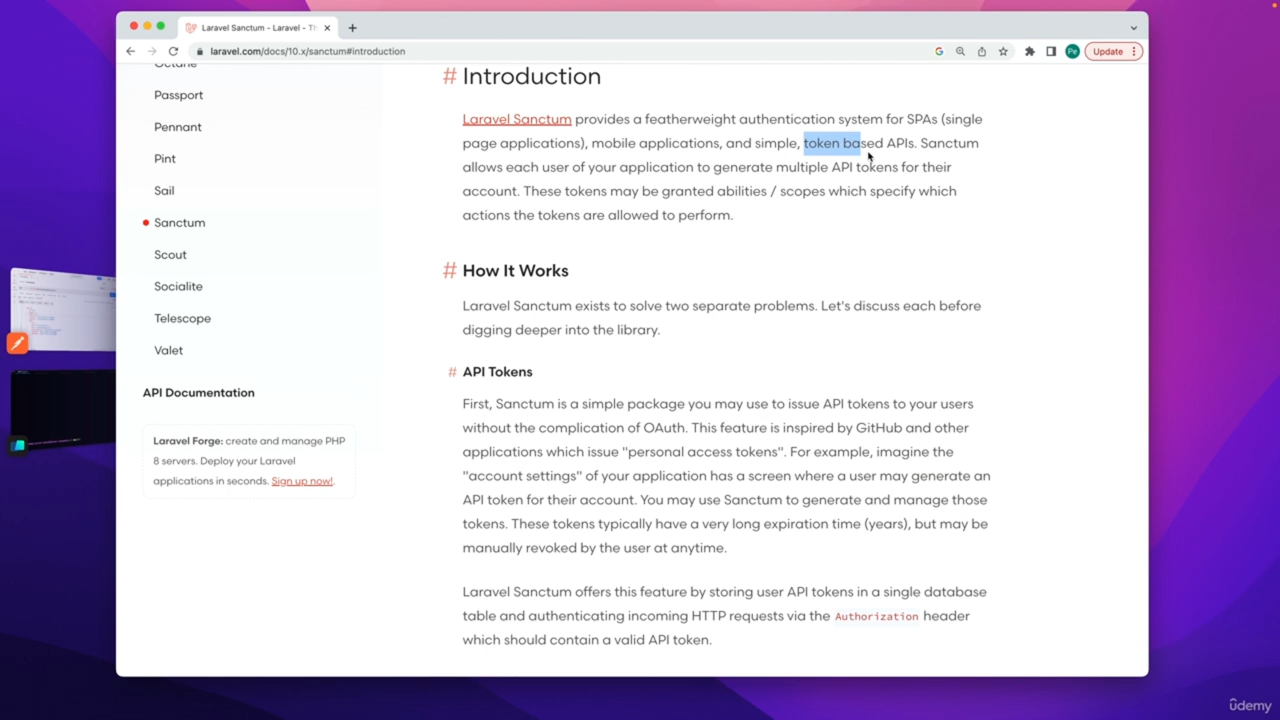 Laravel Sanctum - Laravel - Th
laravel.com/docs/10.x/sanctum#introduction
Update
Octane
Passport
Pennant
Pint
Sail
Sanctum
Scout
Socialite
Telescope
Valet
API Documentation
Laravel Forge: create and manage PHP
8 servers. Deploy your Laravel
applications in seconds. Sign up now!.
# Introduction
Laravel Sanctum provides a featherweight authentication system for SPAs (single
page applications), mobile applications, and simple, token based APIs. Sanctum
allows each user of your application to generate multiple API tokens for their
account. These tokens may be granted abilities / scopes which specify which
actions the tokens are allowed to perform.
# How It Works
Laravel Sanctum exists to solve two separate problems. Let's discuss each before
digging deeper into the library.
# API Tokens
First, Sanctum is a simple package you may use to issue API tokens to your users
without the complication of OAuth. This feature is inspired by GitHub and other
applications which issue "personal access tokens". For example, imagine the
"account settings" of your application has a screen where a user may generate an
API token for their account. You may use Sanctum to generate and manage those
tokens. These tokens typically have a very long expiration time (years), but may be
manually revoked by the user at anytime.
Laravel Sanctum offers this feature by storing user API tokens in a single database
table and authenticating incoming HTTP requests via the Authorization header
which should contain a valid API token.
Pe
ûdemy